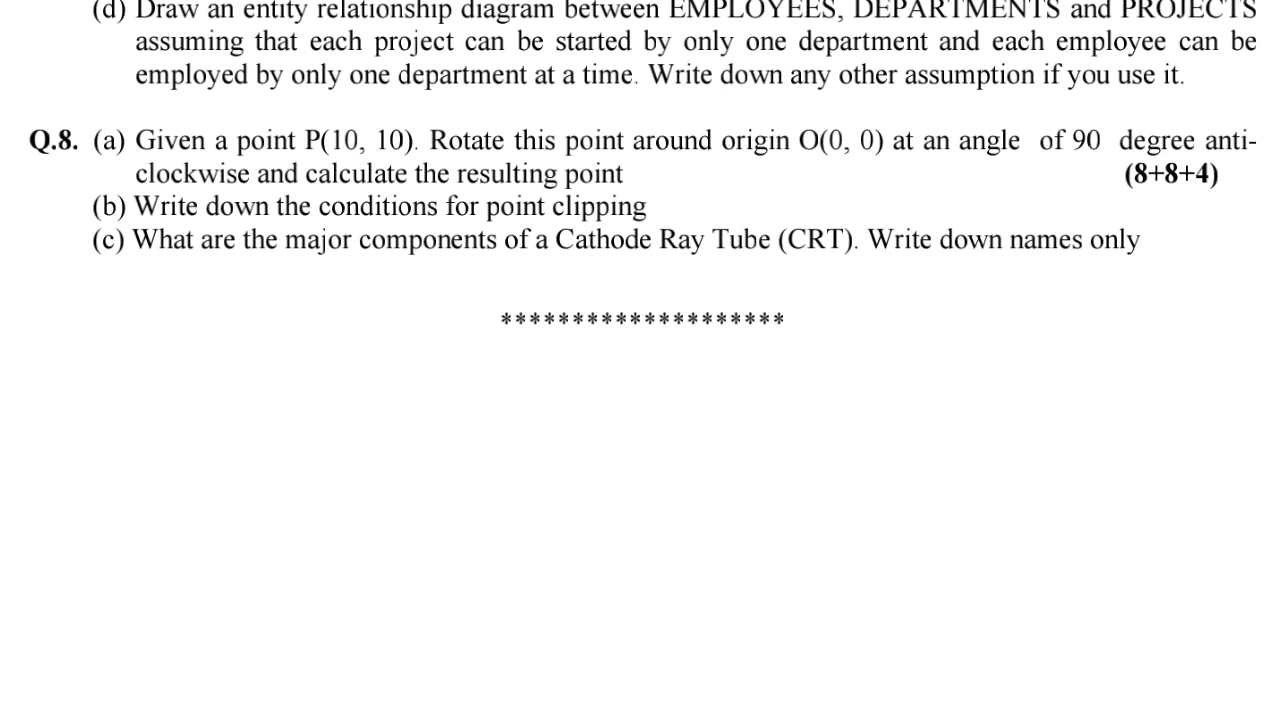 (d) Draw an entity relationship diagram between EMPLOYEES, DEPARTMENTS and PROJECTS
assuming that each project can be started by only one department and each employee can be
employed by only one department at a time. Write down any other assumption if you use it.
Q.8. (a) Given a point P(10, 10). Rotate this point around origin O(0, 0) at an angle of 90 degree anti-
clockwise and calculate the resulting point (8+8+4)
(b) Write down the conditions for point clipping
(c) What are the major components of a Cathode Ray Tube (CRT). Write down names only
********************